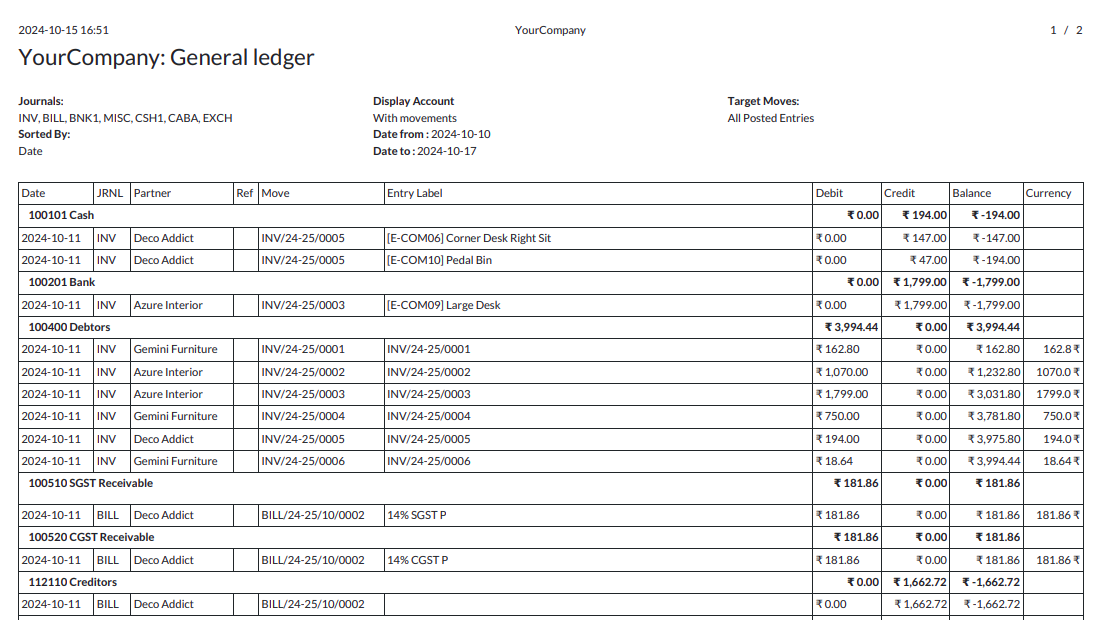 2024-10-15 16:51 YourCompany 1 / 2
YourCompany: General ledger
Journals: Display Account Target Moves:
INV, BILL, BNK1, MISC, CSH1, CABA, EXCH With movements All Posted Entries
Sorted By: Date from : 2024-10-10
Date Date to : 2024-10-17
Date JRNL Partner Ref Move Entry Label Debit Credit Balance Currency
100101 Cash ₹ 0.00 ₹ 194.00 ₹ -194.00
2024-10-11 INV Deco Addict INV/24-25/0005 [E-COM06] Corner Desk Right Sit ₹ 0.00 ₹ 147.00 ₹ -147.00
2024-10-11 INV Deco Addict INV/24-25/0005 [E-COM10] Pedal Bin ₹ 0.00 ₹ 47.00 ₹ -194.00
100201 Bank ₹ 0.00 ₹ 1,799.00 ₹ -1,799.00
2024-10-11 INV Azure Interior INV/24-25/0003 [E-COM09] Large Desk ₹ 0.00 ₹ 1,799.00 ₹ -1,799.00
100400 Debtors ₹ 3,994.44 ₹ 0.00 ₹ 3,994.44
2024-10-11 INV Gemini Furniture INV/24-25/0001 INV/24-25/0001 ₹ 162.80 ₹ 0.00 ₹ 162.80 162.8 ₹
2024-10-11 INV Azure Interior INV/24-25/0002 INV/24-25/0002 ₹ 1,070.00 ₹ 0.00 ₹ 1,232.80 1070.0 ₹
2024-10-11 INV Azure Interior INV/24-25/0003 INV/24-25/0003 ₹ 1,799.00 ₹ 0.00 ₹ 3,031.80 1799.0 ₹
2024-10-11 INV Gemini Furniture INV/24-25/0004 INV/24-25/0004 ₹ 750.00 ₹ 0.00 ₹ 3,781.80 750.0 ₹
2024-10-11 INV Deco Addict INV/24-25/0005 INV/24-25/0005 ₹ 194.00 ₹ 0.00 ₹ 3,975.80 194.0 ₹
2024-10-11 INV Gemini Furniture INV/24-25/0006 INV/24-25/0006 ₹ 18.64 ₹ 0.00 ₹ 3,994.44 18.64 ₹
100510 SGST Receivable ₹ 181.86 ₹ 0.00 ₹ 181.86
2024-10-11 BILL Deco Addict BILL/24-25/10/0002 14% SGST P ₹ 181.86 ₹ 0.00 ₹ 181.86 181.86 ₹
100520 CGST Receivable ₹ 181.86 ₹ 0.00 ₹ 181.86
2024-10-11 BILL Deco Addict BILL/24-25/10/0002 14% CGST P ₹ 181.86 ₹ 0.00 ₹ 181.86 181.86 ₹
112110 Creditors ₹ 0.00 ₹ 1,662.72 ₹ -1,662.72
2024-10-11 BILL Deco Addict BILL/24-25/10/0002 ₹ 0.00 ₹ 1,662.72 ₹ -1,662.72